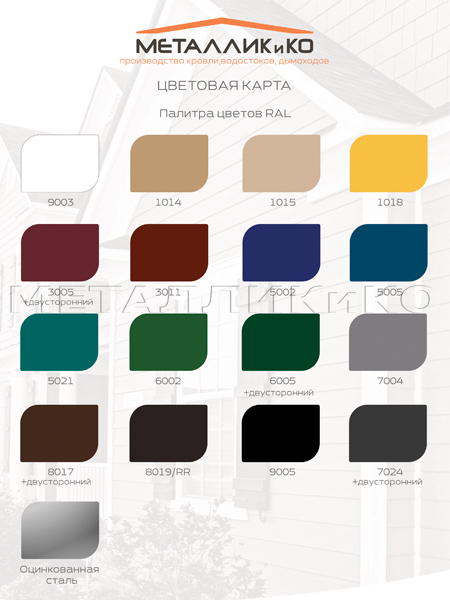 МЕТАЛЛИКиКО
производство кровли,водостоков, дымоходов
ЦВЕТОВАЯ КАРТА
Палитра цветов RAL
9003
1014
1015
1018
3005
+двусторонний
3011
5002
5005
МЕТАЛЛИКиКО
5021
6002
6005
+двусторонний
7004
8017
+двусторонний
8019/RR
9005
7024
+двусторонний
Оцинкованная
сталь